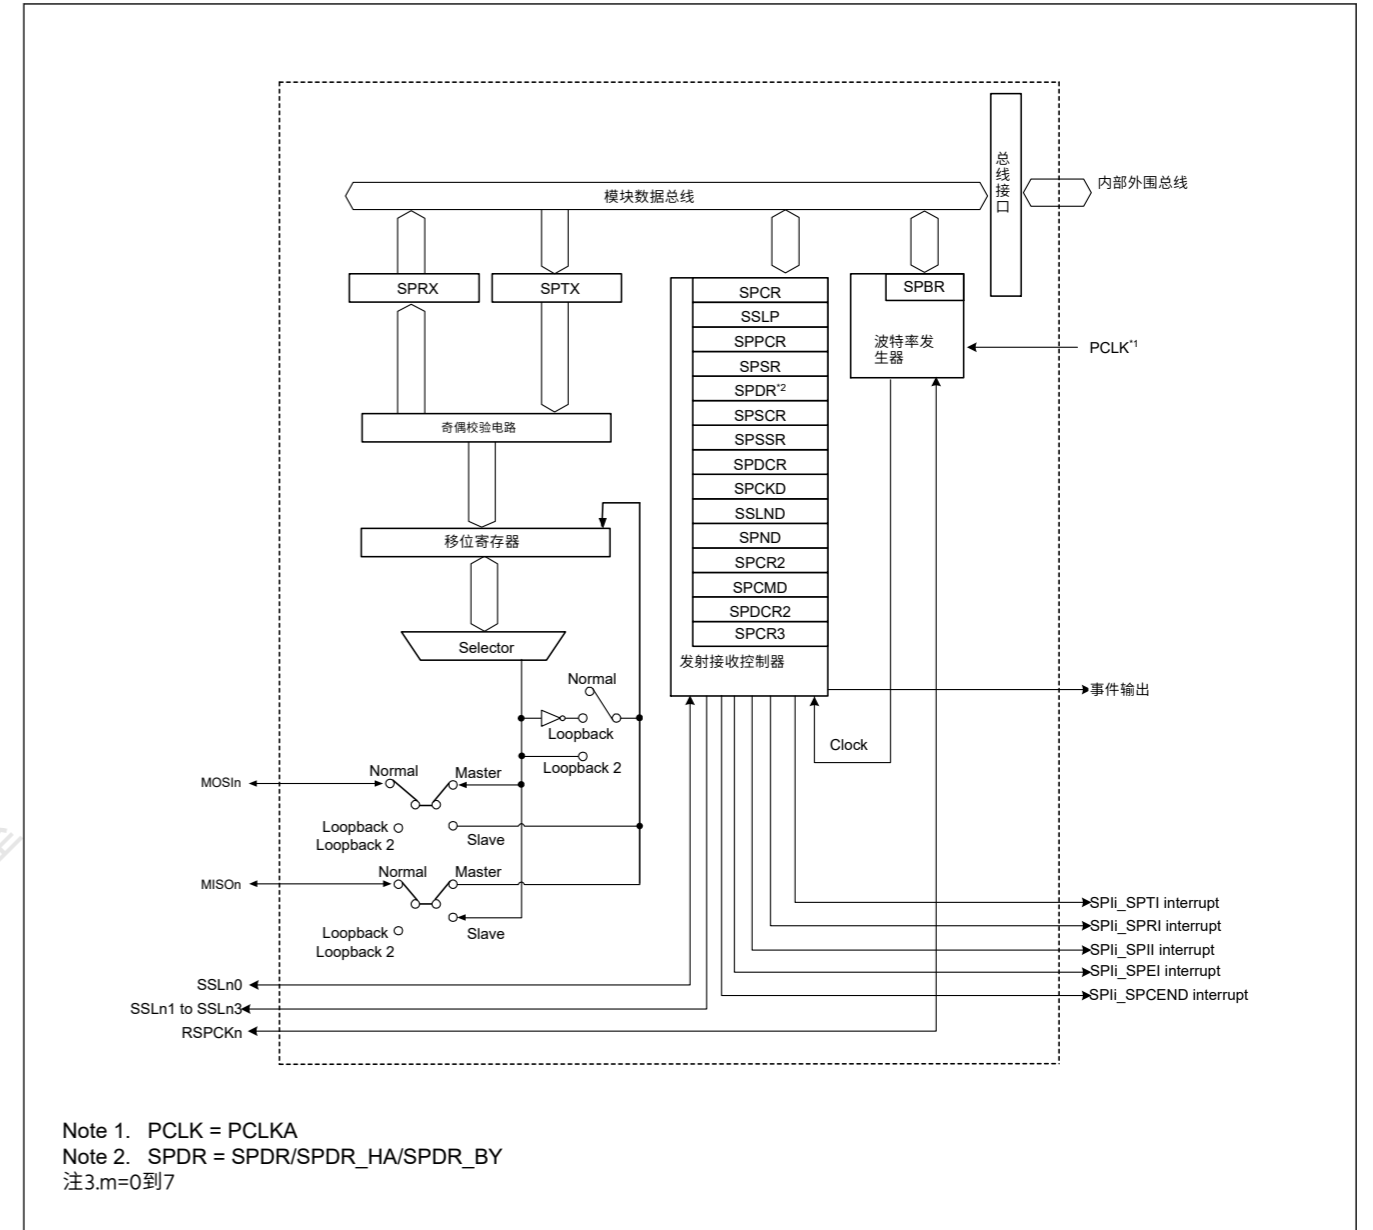 总线接口
内部外围总线
模块数据总线
SPRX
SPTX
SPCR
SSLP
SPPCR
SPSR
SPDR*2
SPSCR
SPSSR
SPDCR
SPCKD
SSLND
SPND
SPCR2
SPCMD
SPDCR2
SPCR3
发射接收控制器
SPBR
波特率发
生器
PCLK*1
奇偶校验电路
移位寄存器
Selector
Normal
Loopback
Loopback 2
事件输出
Clock
MOSIn
Normal
Master
Loopback
Loopback 2
Slave
MISOn
Normal
Master
Loopback
Loopback 2
Slave
SSLn0
SSLn1 to SSLn3
RSPCKn
SPIi_SPTI interrupt
SPIi_SPRI interrupt
SPIi_SPII interrupt
SPIi_SPEI interrupt
SPIi_SPCEND interrupt
Note 1. PCLK = PCLKA
Note 2. SPDR = SPDR/SPDR_HA/SPDR_BY
注3.m=0到7